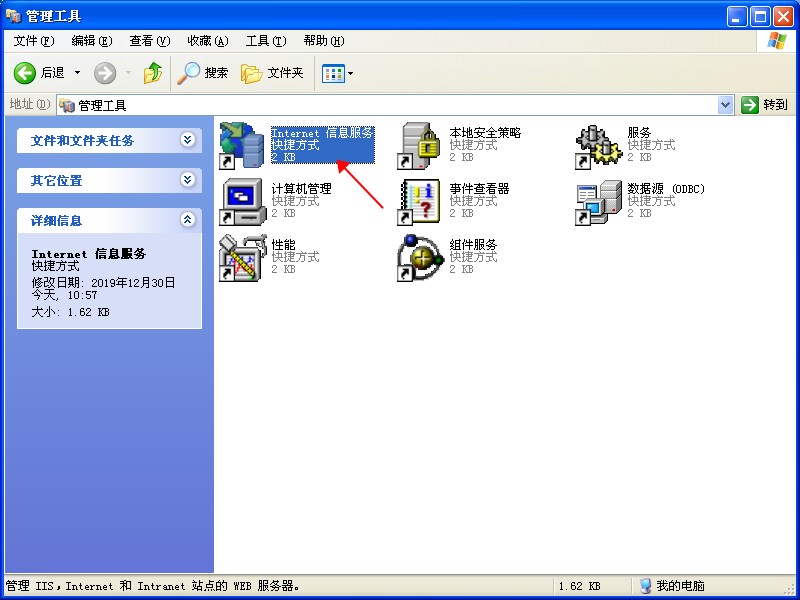 管理工具
文件(F) 编辑(E) 查看(V) 收藏(A) 工具(T) 帮助(H)
后退 搜索 文件夹
地址(D) 管理工具 转到
文件和文件夹任务
其它位置
详细信息
Internet 信息服务
快捷方式
修改日期: 2019年12月30日
今天, 10:57
大小: 1.62 KB
Internet 信息服务
快捷方式
2 KB
本地安全策略
快捷方式
2 KB
服务
快捷方式
2 KB
计算机管理
快捷方式
2 KB
事件查看器
快捷方式
2 KB
数据源 (ODBC)
快捷方式
2 KB
性能
快捷方式
2 KB
组件服务
快捷方式
2 KB
管理 IIS，Internet 和 Intranet 站点的 WEB 服务器。 1.62 KB 我的电脑